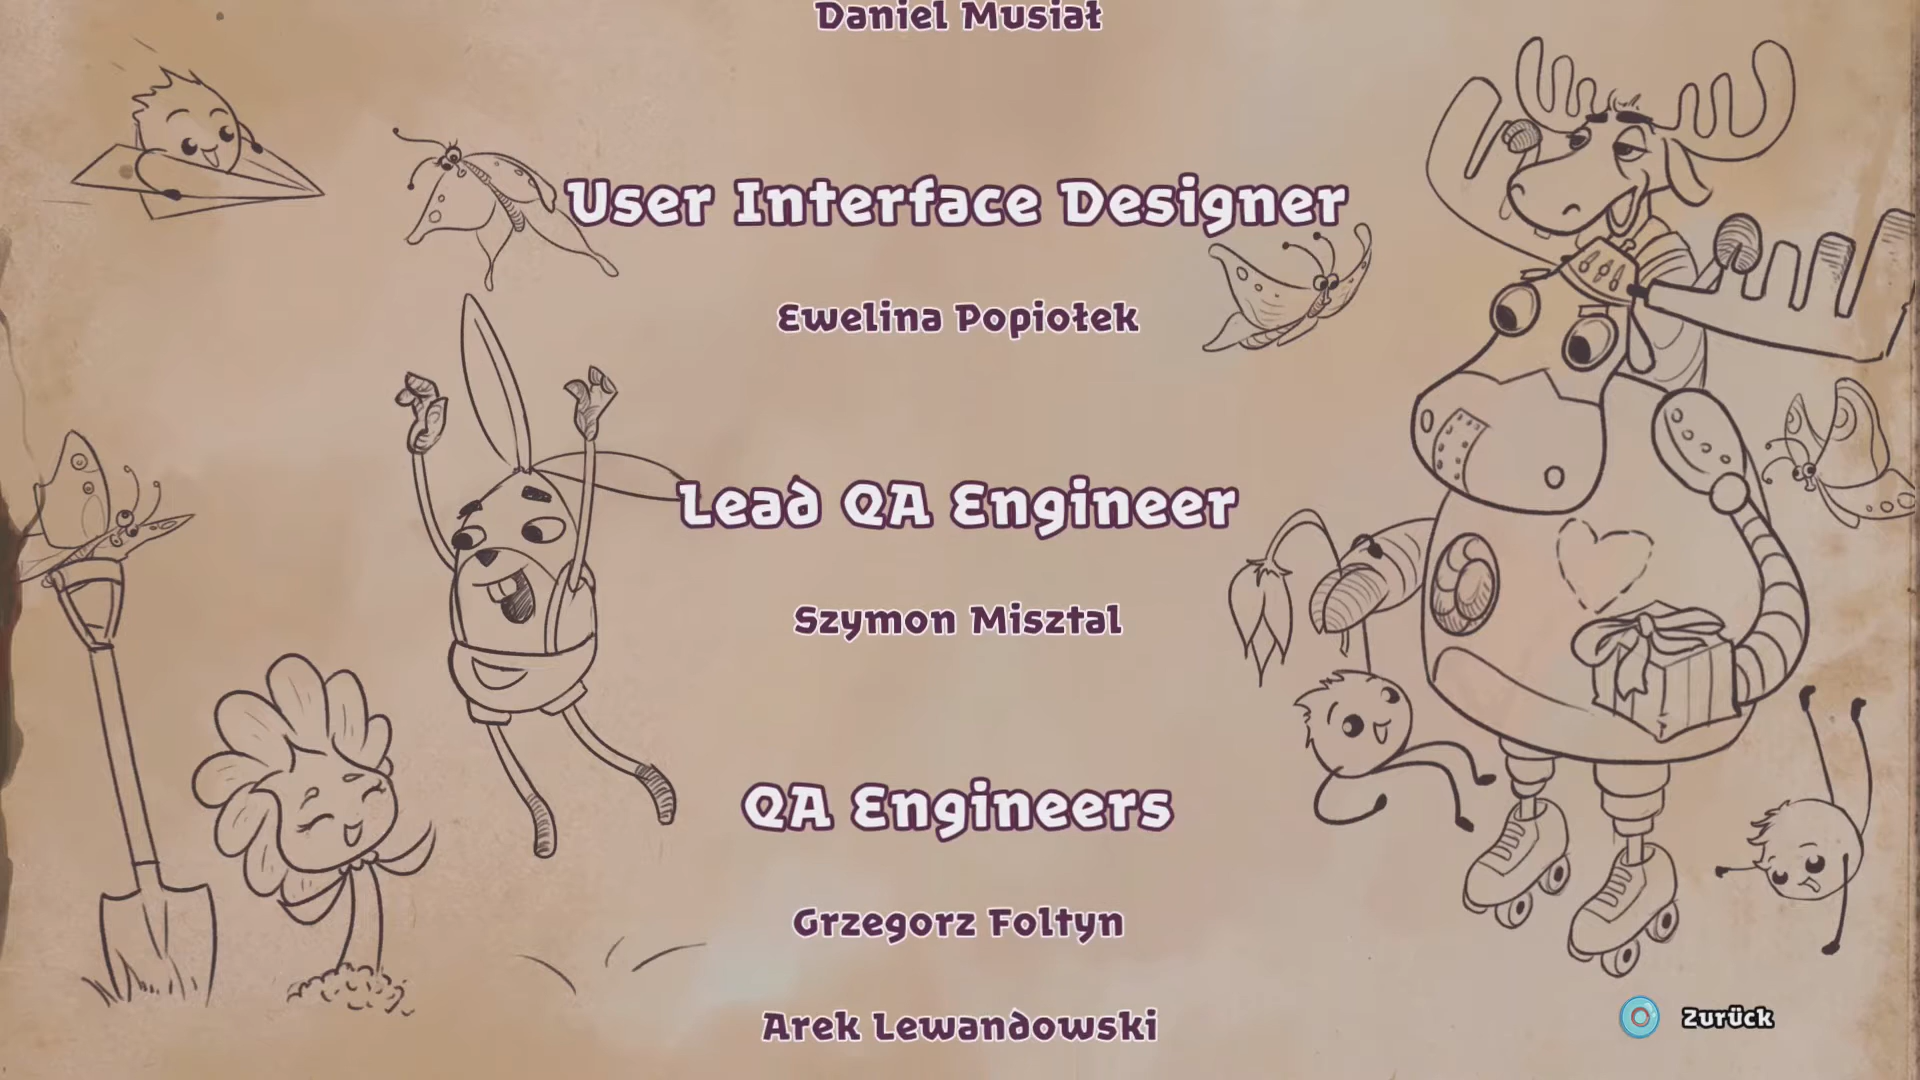 Daniel Musiał
User Interface Designer
Ewelina Popiołek
Lead QA Engineer
Szymon Misztal
QA Engineers
Grzegorz Foltyn
Arek Lewandowski
Zurück